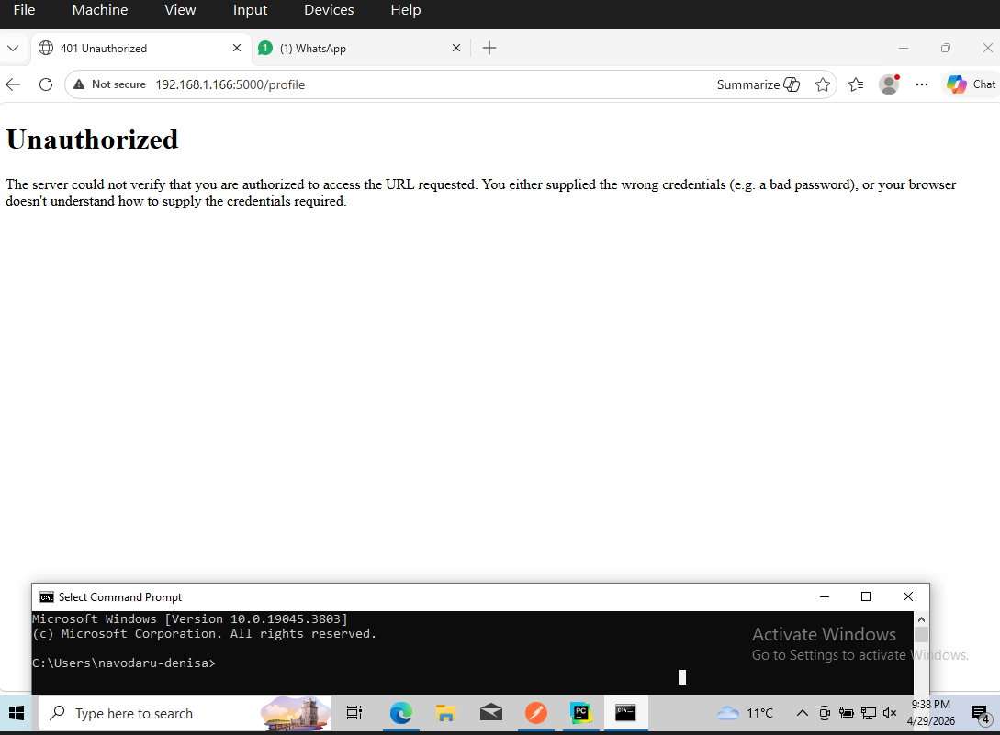 File Machine View Input Devices Help
401 Unauthorized 1 (1) WhatsApp
Not secure 192.168.1.166:5000/profile Summarize Chat
Unauthorized
The server could not verify that you are authorized to access the URL requested. You either supplied the wrong credentials (e.g. a bad password), or your browser
doesn't understand how to supply the credentials required.
Select Command Prompt
Microsoft Windows [Version 10.0.19045.3803]
(c) Microsoft Corporation. All rights reserved.
C:\Users\navodaru-denisa>
Activate Windows
Go to Settings to activate Windows.
Type here to search PC 11°C 9:38 PM
4/29/2026 4